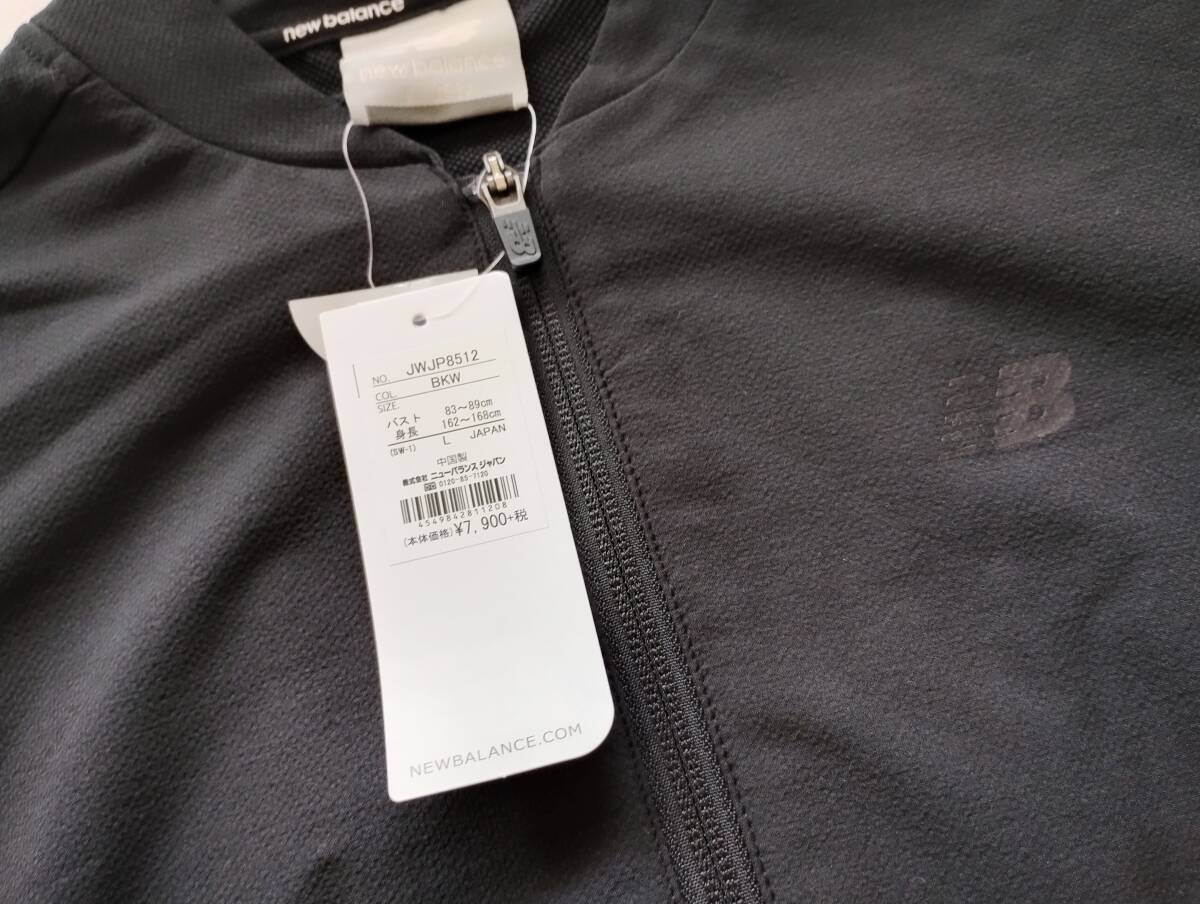 new balance
new balance
NO. JWJP8512
COL. BKW
SIZE.
バスト 83～89cm
身長 162～168cm
(SW-1) L JAPAN
中国製
株式会社 ニューバランス ジャパン
0120-85-7120
4549842811208
(本体価格)¥7,900+税
NEWBALANCE.COM